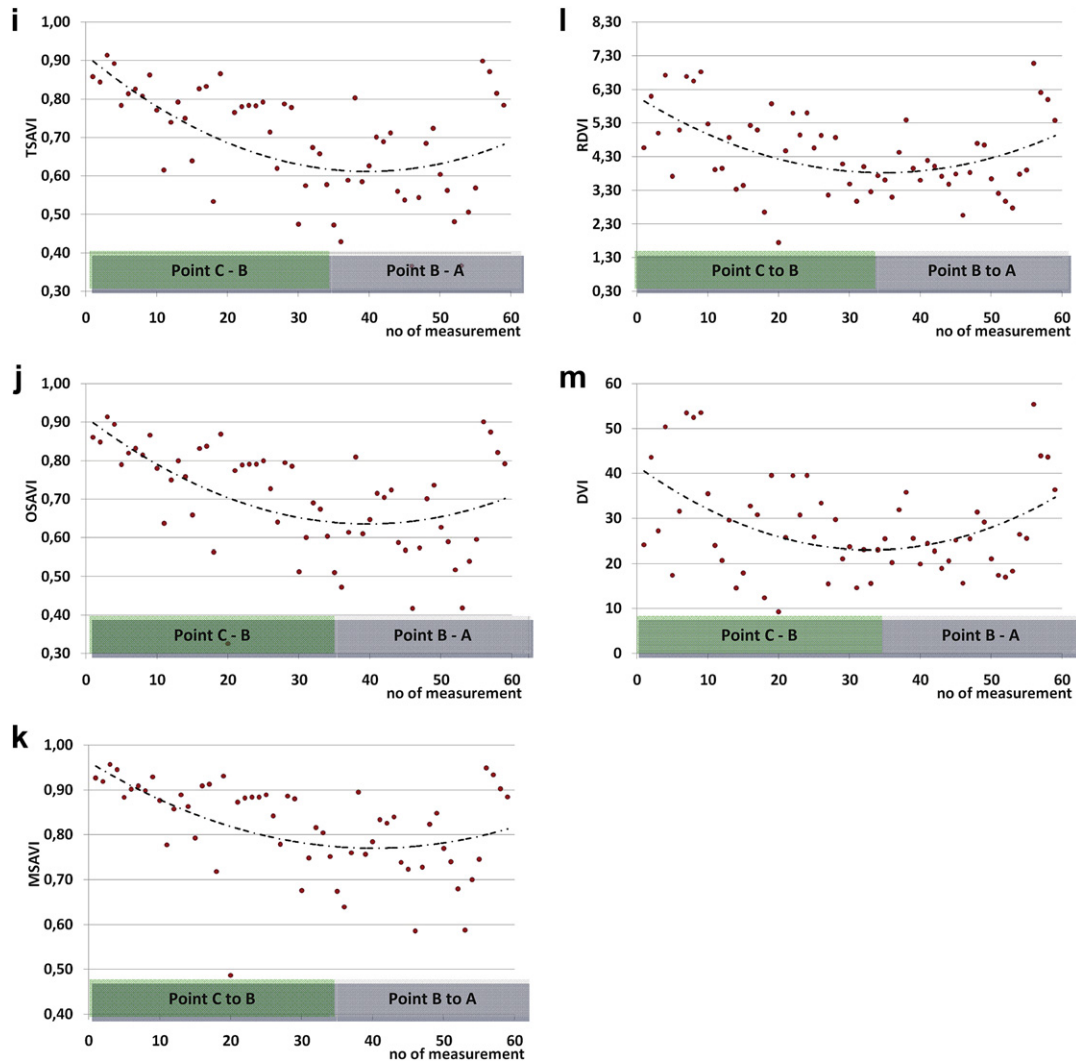 i
1,00
0,90
0,80
0,70
0,60
0,50
0,40
0,30
TSAVI
Point C - B
Point B - A
0 10 20 30 40 50 60
no of measurement
l
8,30
7,30
6,30
5,30
4,30
3,30
2,30
1,30
0,30
RDVI
Point C to B
Point B to A
0 10 20 30 40 50 60
no of measurement
j
1,00
0,90
0,80
0,70
0,60
0,50
0,40
0,30
OSAVI
Point C - B
Point B - A
0 10 20 30 40 50 60
no of measurement
m
60
50
40
30
20
10
0
DVI
Point C - B
Point B - A
0 10 20 30 40 50 60
no of measurement
k
1,00
0,90
0,80
0,70
0,60
0,50
0,40
MSAVI
Point C to B
Point B to A
0 10 20 30 40 50 60
no of measurement